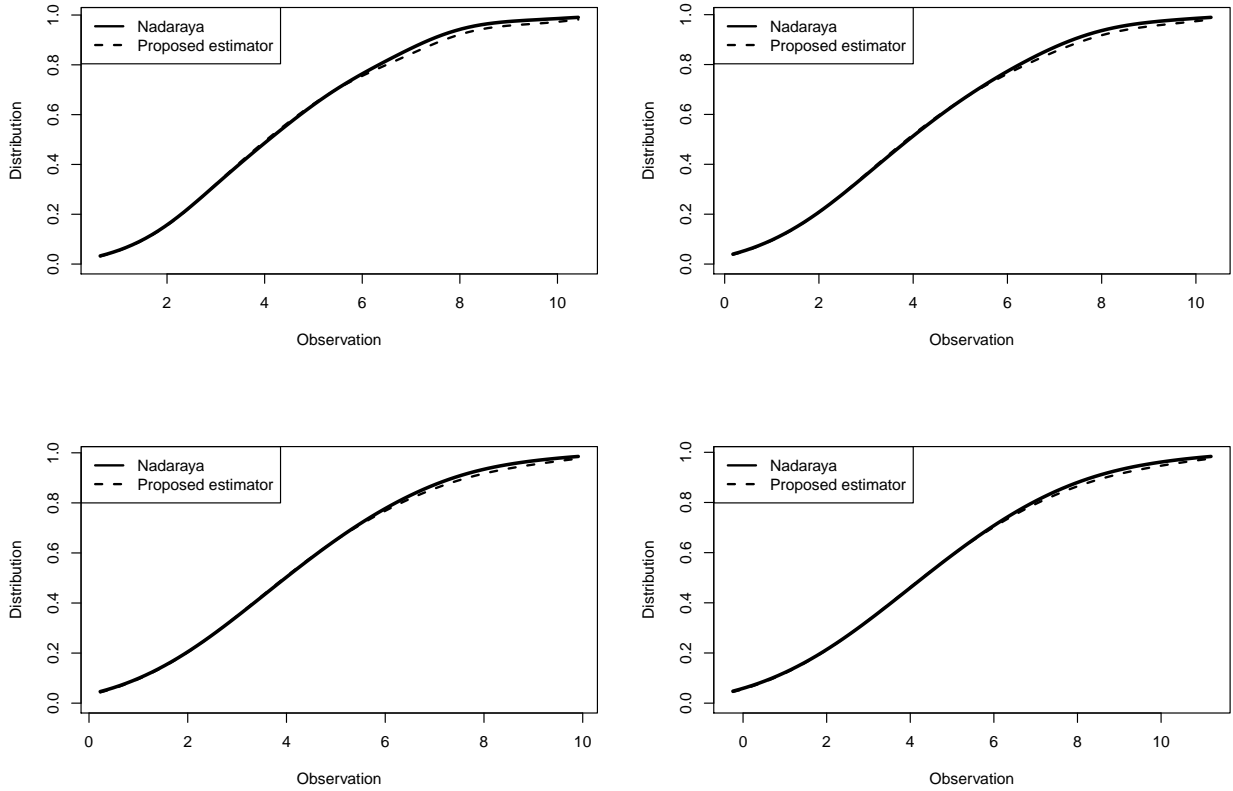 Nadaraya
Proposed estimator
Distribution
0.0 0.2 0.4 0.6 0.8 1.0
2 4 6 8 10
Observation
Nadaraya
Proposed estimator
Distribution
0.0 0.2 0.4 0.6 0.8 1.0
0 2 4 6 8 10
Observation
Nadaraya
Proposed estimator
Distribution
0.0 0.2 0.4 0.6 0.8 1.0
0 2 4 6 8 10
Observation
Nadaraya
Proposed estimator
Distribution
0.0 0.2 0.4 0.6 0.8 1.0
0 2 4 6 8 10
Observation